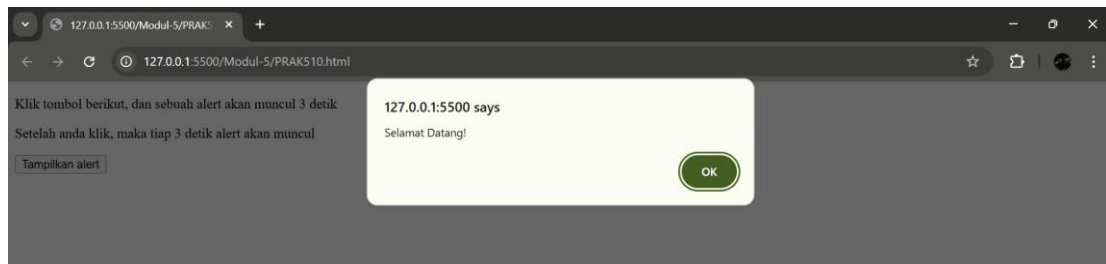 127.0.0.1:5500/Modul-5/PRAK5
127.0.0.1:5500/Modul-5/PRAK510.html
Klik tombol berikut, dan sebuah alert akan muncul 3 detik
Setelah anda klik, maka tiap 3 detik alert akan muncul
Tampilkan alert
127.0.0.1:5500 says
Selamat Datang!
OK